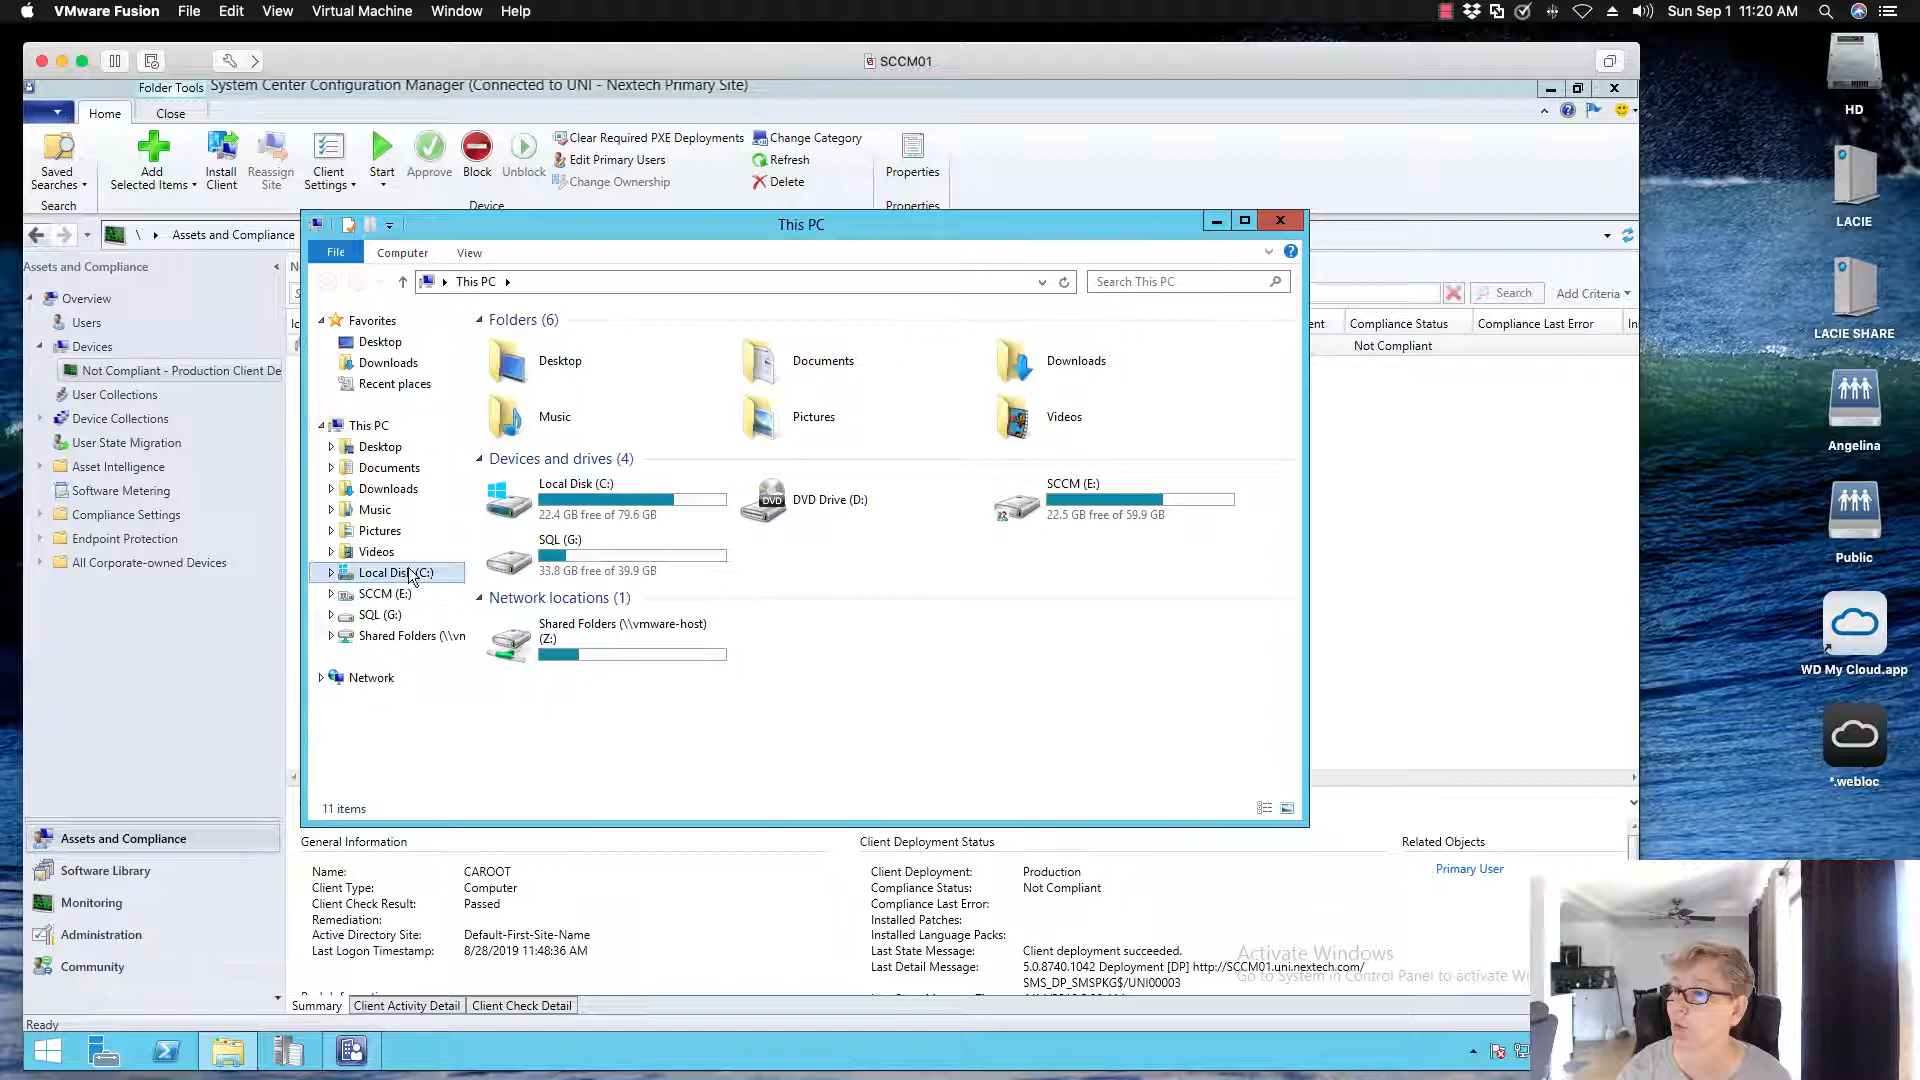 VMware Fusion File Edit View Virtual Machine Window Help
Sun Sep 1 11:20 AM
SCCM01
Folder Tools System Center Configuration Manager (Connected to UNI - Nextech Primary Site)
Home Close
Saved Searches
Add Selected Items
Install Client
Reassign Site
Client Settings
Start
Approve
Block
Unblock
Clear Required PXE Deployments
Edit Primary Users
Change Ownership
Change Category
Refresh
Delete
Properties
Search
Device
Properties
\ Assets and Compliance
Assets and Compliance
Overview
Users
Devices
Not Compliant - Production Client De
User Collections
Device Collections
User State Migration
Asset Intelligence
Software Metering
Compliance Settings
Endpoint Protection
All Corporate-owned Devices
Assets and Compliance
Software Library
Monitoring
Administration
Community
Ready
This PC
File Computer View
This PC
Search This PC
Favorites
Desktop
Downloads
Recent places
This PC
Desktop
Documents
Downloads
Music
Pictures
Videos
Local Disk (C:)
SCCM (E:)
SQL (G:)
Shared Folders (\\vn
Network
Folders (6)
Desktop
Documents
Downloads
Music
Pictures
Videos
Devices and drives (4)
Local Disk (C:)
22.4 GB free of 79.6 GB
DVD Drive (D:)
SCCM (E:)
22.5 GB free of 59.9 GB
SQL (G:)
33.8 GB free of 39.9 GB
Network locations (1)
Shared Folders (\\vmware-host)
(Z:)
11 items
Search
Add Criteria
ent Compliance Status Compliance Last Error In
Not Compliant
General Information
Name: CAROOT
Client Type: Computer
Client Check Result: Passed
Remediation:
Active Directory Site: Default-First-Site-Name
Last Logon Timestamp: 8/28/2019 11:48:36 AM
Client Deployment Status
Client Deployment: Production
Compliance Status: Not Compliant
Compliance Last Error:
Installed Patches:
Installed Language Packs:
Last State Message: Client deployment succeeded.
Last Detail Message: 5.0.8740.1042 Deployment [DP] http://SCCM01.uni.nextech.com/
SMS_DP_SMSPKG$/UNI00003
Related Objects
Primary User
Activate Windows
Go to System in Control Panel to activate Wi
Summary Client Activity Detail Client Check Detail
HD
LACIE
LACIE SHARE
Angelina
Public
WD My Cloud.app
*.webloc
DVD